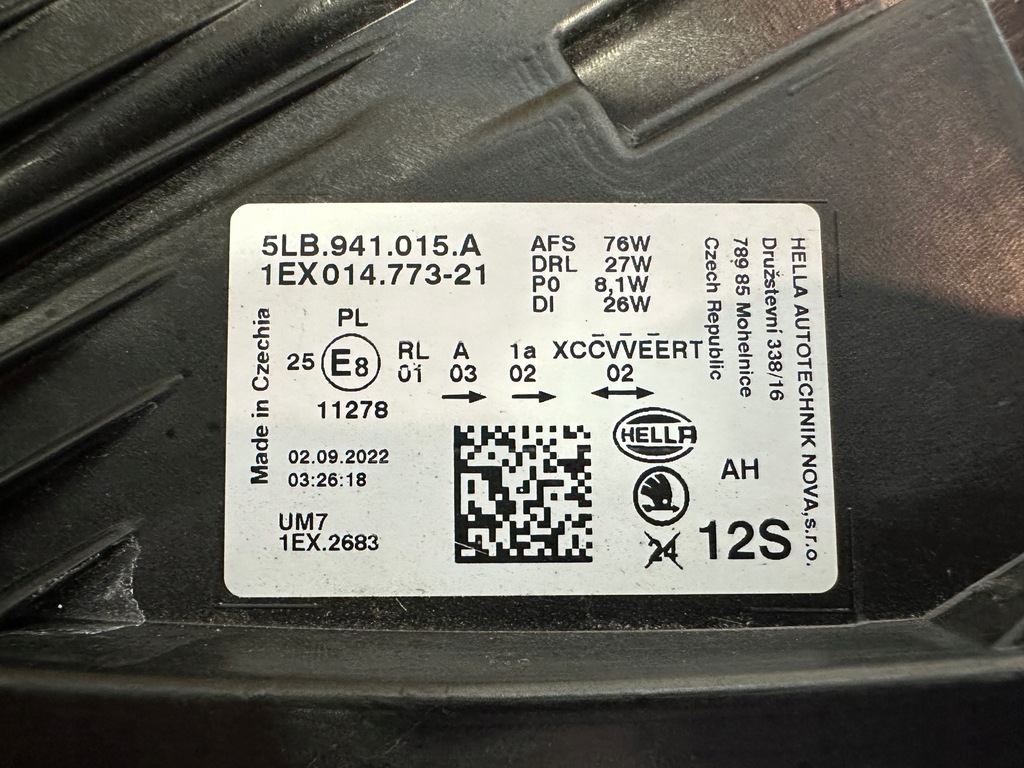 5LB.941.015.A
1EX014.773-21
AFS 76W
DRL 27W
P0 8,1W
DI 26W
HELLA AUTOTECHNIK NOVA,s.r.o.
Družstevní 338/16
789 85 Mohelnice
Czech Republic
Made in Czechia
PL
25 E8
11278
RL A 1a XCC̅V̅V̅E̅ERT
01 03 02 02
→ → ↔
02.09.2022
03:26:18
UM7
1EX.2683
HELLA
AH
24
12S